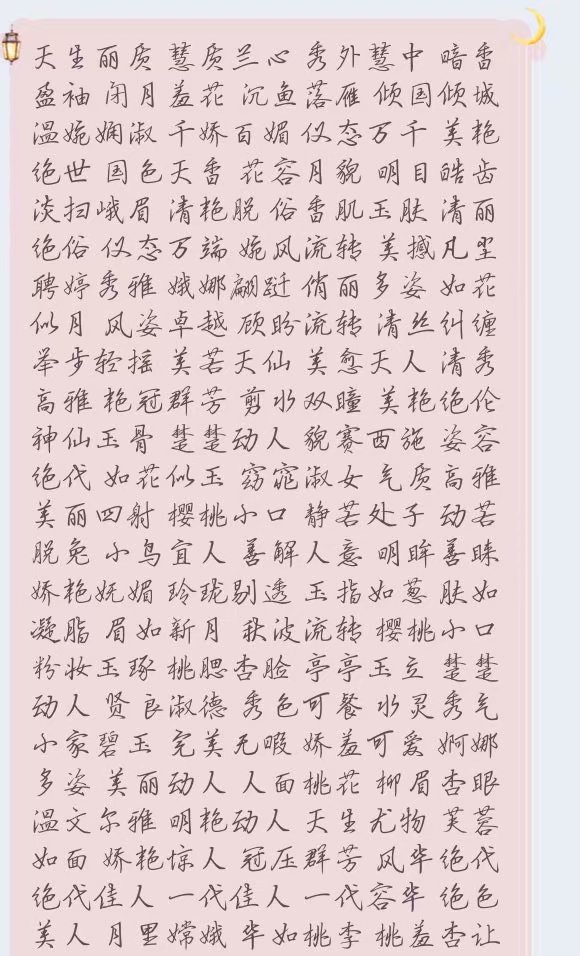 天生丽质 慧质兰心 秀外慧中 暗香
盈袖 闭月羞花 沉鱼落雁 倾国倾城
温婉娴淑 千娇百媚 仪态万千 美艳
绝世 国色天香 花容月貌 明目皓齿
淡扫峨眉 清艳脱 俗香肌玉肤 清丽
绝俗 仪态万端 婉风流转 美撼凡尘
聘婷秀雅 娥娜翩跹 俏丽多姿 如花
似月 风姿卓越 顾盼流转 清丝纠缠
举步轻摇 美若天仙 美愈天人 清秀
高雅 艳冠群芳 剪水双瞳 美艳绝伦
神仙玉骨 楚楚动人 貌赛西施 姿容
绝代 如花似玉 窈窕淑女 气质高雅
美丽四射 樱桃小口 静若处子 动若
脱兔 小鸟宜人 善解人意 明眸善睐
娇艳妩媚 玲珑剔透 玉指如葱 肤如
凝脂 眉如新月 秋波流转 樱桃小口
粉妆玉琢 桃腮杏脸 亭亭玉立 楚楚
动人 贤良淑德 秀色可餐 水灵秀气
小家碧玉 完美无暇 娇羞可爱 婀娜
多姿 美丽动人 人面桃花 柳眉杏眼
温文尔雅 明艳动人 天生尤物 芙蓉
如面 娇艳惊人 冠压群芳 风华绝代
绝代佳人 一代佳人 一代容华 绝色
美人 月里嫦娥 华如桃李 桃羞杏让